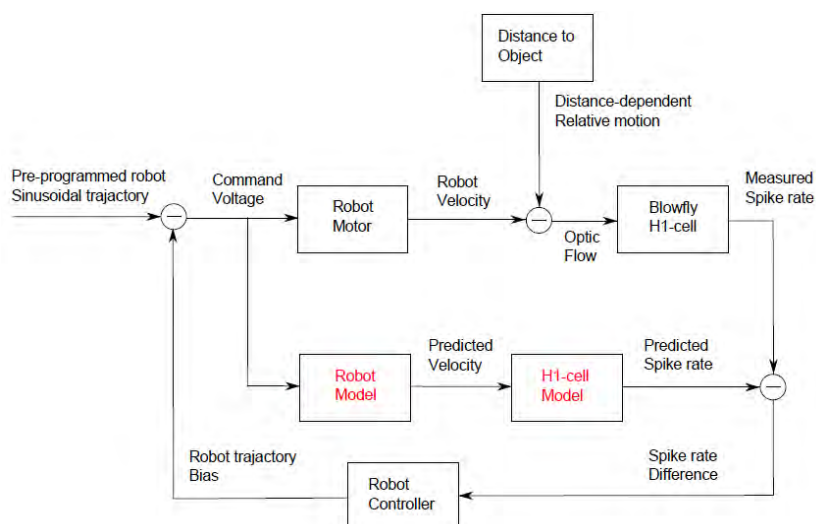 Distance to
Object
Distance-dependent
Relative motion
Pre-programmed robot
Sinusoidal trajectory
Command
Voltage
Robot
Motor
Robot
Velocity
Optic
Flow
Blowfly
H1-cell
Measured
Spike rate
Robot
Model
Predicted
Velocity
H1-cell
Model
Predicted
Spike rate
Robot trajectory
Bias
Robot
Controller
Spike rate
Difference